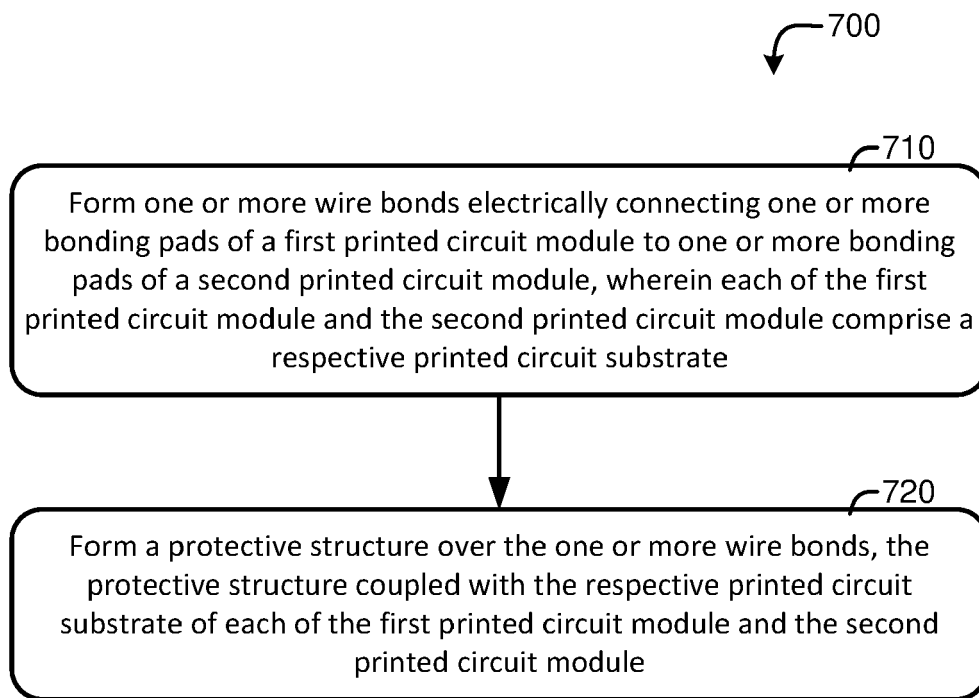 700
710
Form one or more wire bonds electrically connecting one or more
bonding pads of a first printed circuit module to one or more bonding
pads of a second printed circuit module, wherein each of the first
printed circuit module and the second printed circuit module comprise a
respective printed circuit substrate
720
Form a protective structure over the one or more wire bonds, the
protective structure coupled with the respective printed circuit
substrate of each of the first printed circuit module and the second
printed circuit module